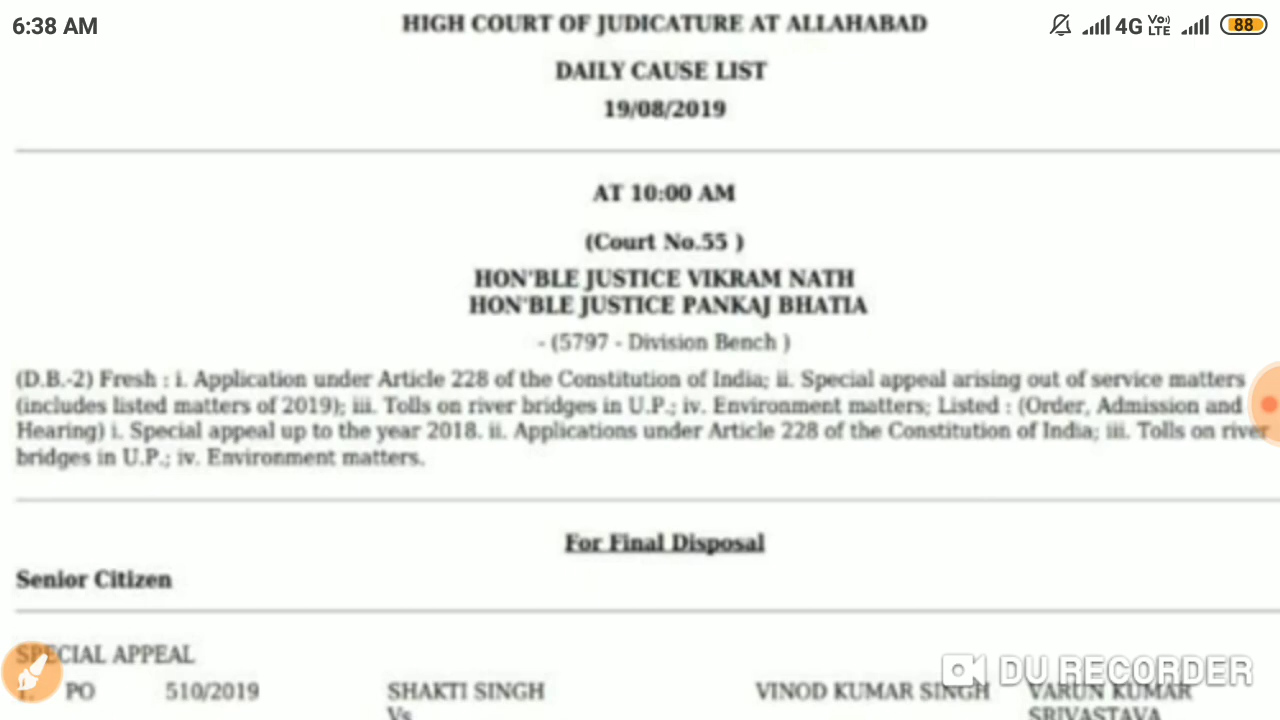 6:38 AM
4G Vo)) LTE
88
HIGH COURT OF JUDICATURE AT ALLAHABAD
DAILY CAUSE LIST
19/08/2019
AT 10:00 AM
(Court No.55 )
HON'BLE JUSTICE VIKRAM NATH
HON'BLE JUSTICE PANKAJ BHATIA
- (5797 - Division Bench )
(D.B.-2) Fresh : i. Application under Article 228 of the Constitution of India; ii. Special appeal arising out of service matters
(includes listed matters of 2019); iii. Tolls on river bridges in U.P.; iv. Environment matters; Listed : (Order, Admission and
Hearing) i. Special appeal up to the year 2018. ii. Applications under Article 228 of the Constitution of India; iii. Tolls on river
bridges in U.P.; iv. Environment matters.
For Final Disposal
Senior Citizen
SPECIAL APPEAL
1. PO 510/2019 SHAKTI SINGH VINOD KUMAR SINGH VARUN KUMAR
Vs SRIVASTAVA
DU RECORDER